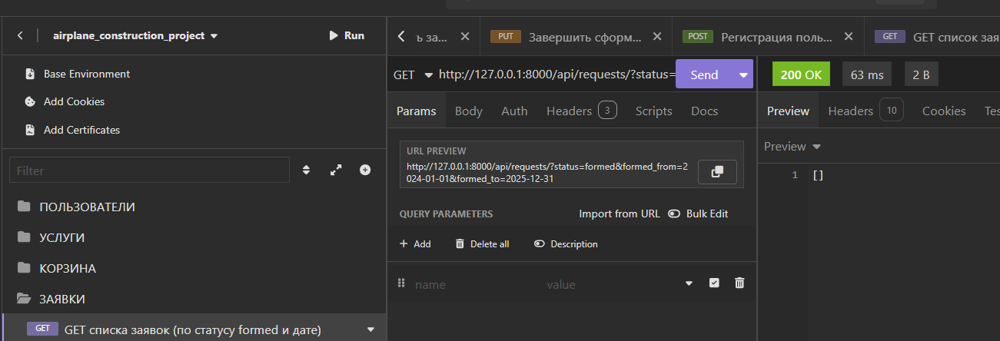 airplane_construction_project
Run
Base Environment
Add Cookies
Add Certificates
Filter
ПОЛЬЗОВАТЕЛИ
УСЛУГИ
КОРЗИНА
ЗАЯВКИ
GET GET списка заявок (по статусу formed и дате)
ть за...
PUT Завершить сформ...
POST Регистрация поль...
GET GET список зая
GET http://127.0.0.1:8000/api/requests/?status= Send
Params Body Auth Headers 3 Scripts Docs
URL PREVIEW
http://127.0.0.1:8000/api/requests/?status=formed&formed_from=2
024-01-01&formed_to=2025-12-31
QUERY PARAMETERS Import from URL Bulk Edit
Add Delete all Description
name value
200 OK 63 ms 2 B
Preview Headers 10 Cookies Tes
Preview
1 []